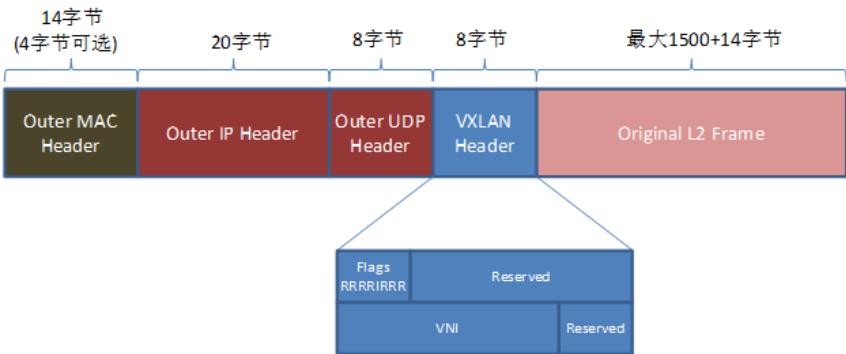 14字节
(4字节可选)
20字节
8字节
8字节
最大1500+14字节
Outer MAC
Header
Outer IP Header
Outer UDP
Header
VXLAN
Header
Original L2 Frame
Flags
RRRRIRRR
Reserved
VNI
Reserved